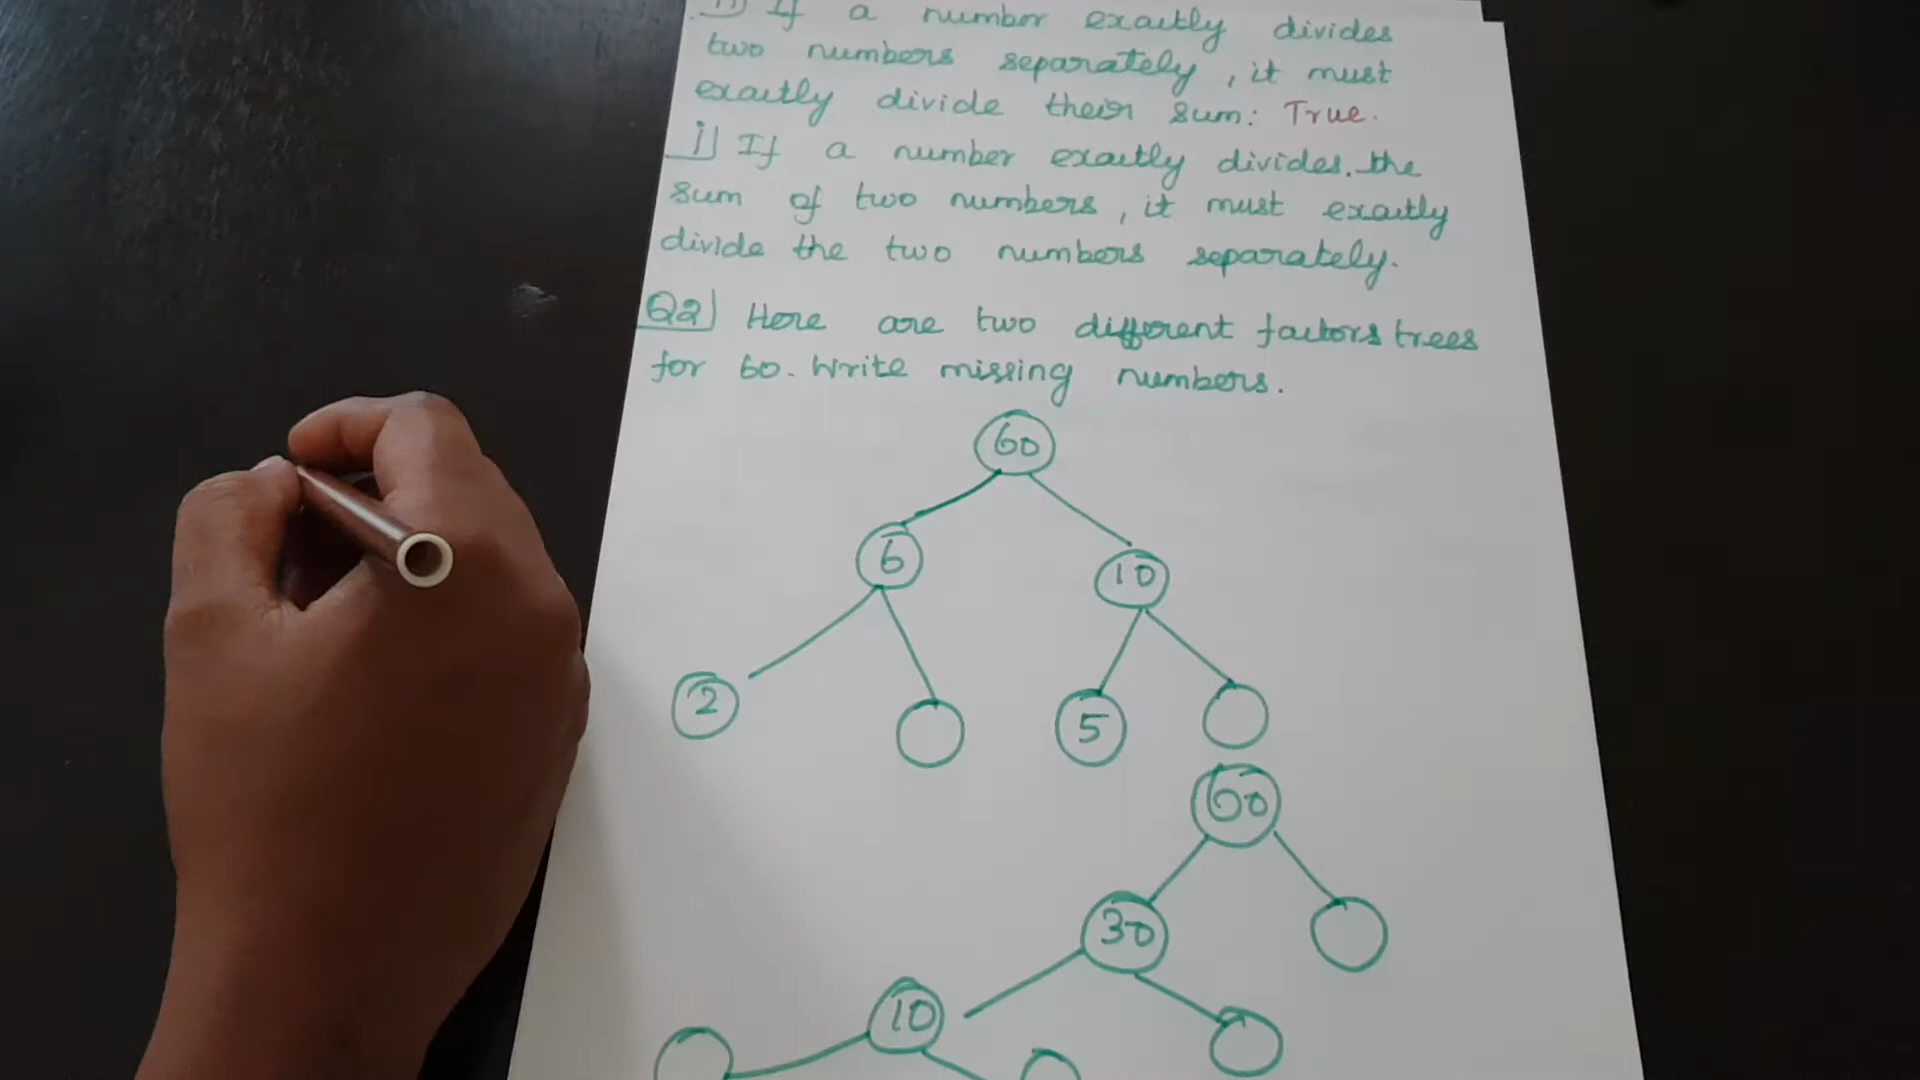 If a number exactly divides
two numbers separately, it must
exactly divide their sum: True.
i) If a number exactly divides. the
sum of two numbers, it must exactly
divide the two numbers separately.
Q2) Here are two different factors trees
for 60. Write missing numbers.
60
6 10
2 5
60
30
10